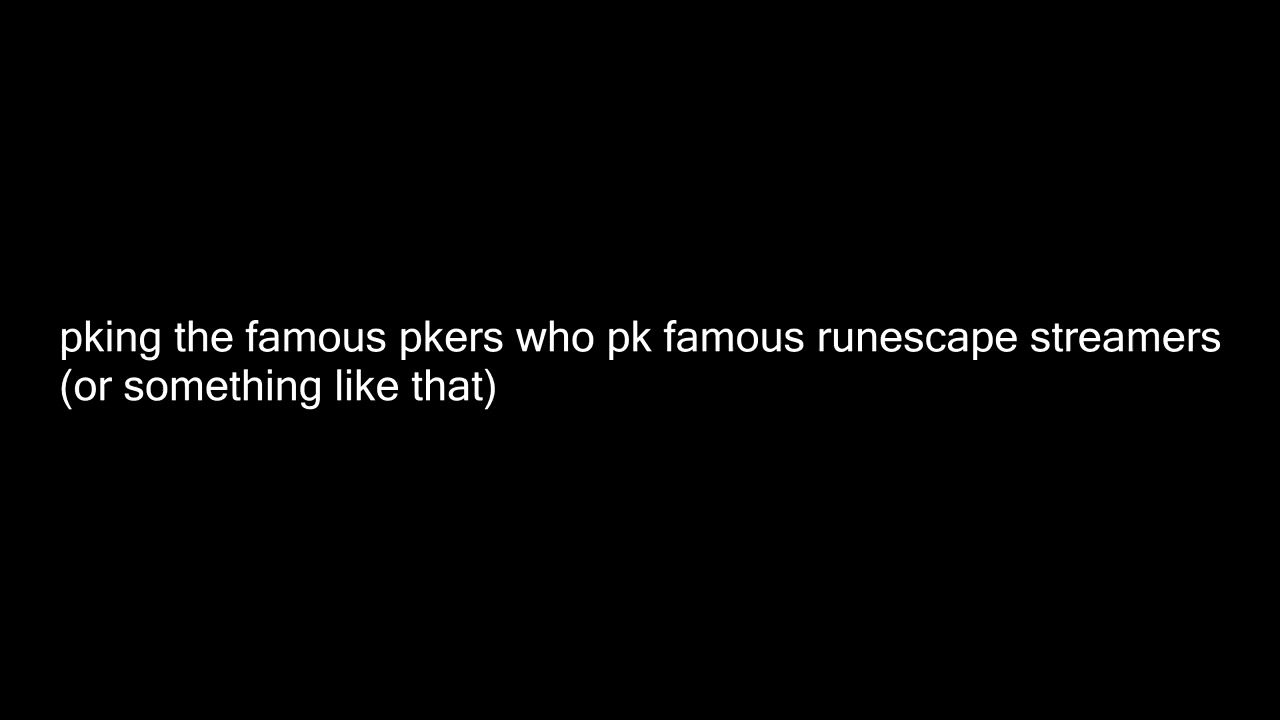 pking the famous pkers who pk famous runescape streamers
(or something like that)